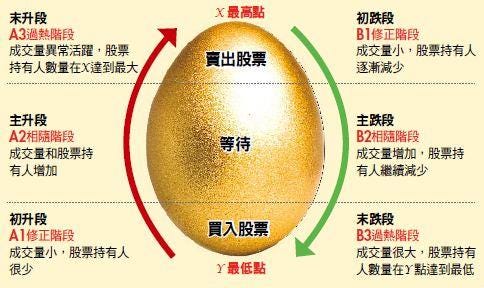 X 最高點
末升段
A3過熱階段
成交量異常活躍，股票
持有人數量在X達到最大
初跌段
B1修正階段
成交量小，股票持有人
逐漸減少
賣出股票
主升段
A2相隨階段
成交量和股票持
有人增加
等待
主跌段
B2相隨階段
成交量增加，股票持
有人繼續減少
初升段
A1修正階段
成交量小，股票持有人
很少
買入股票
末跌段
B3過熱階段
成交量很大，股票持有
人數量在Y點達到最低
Y 最低點